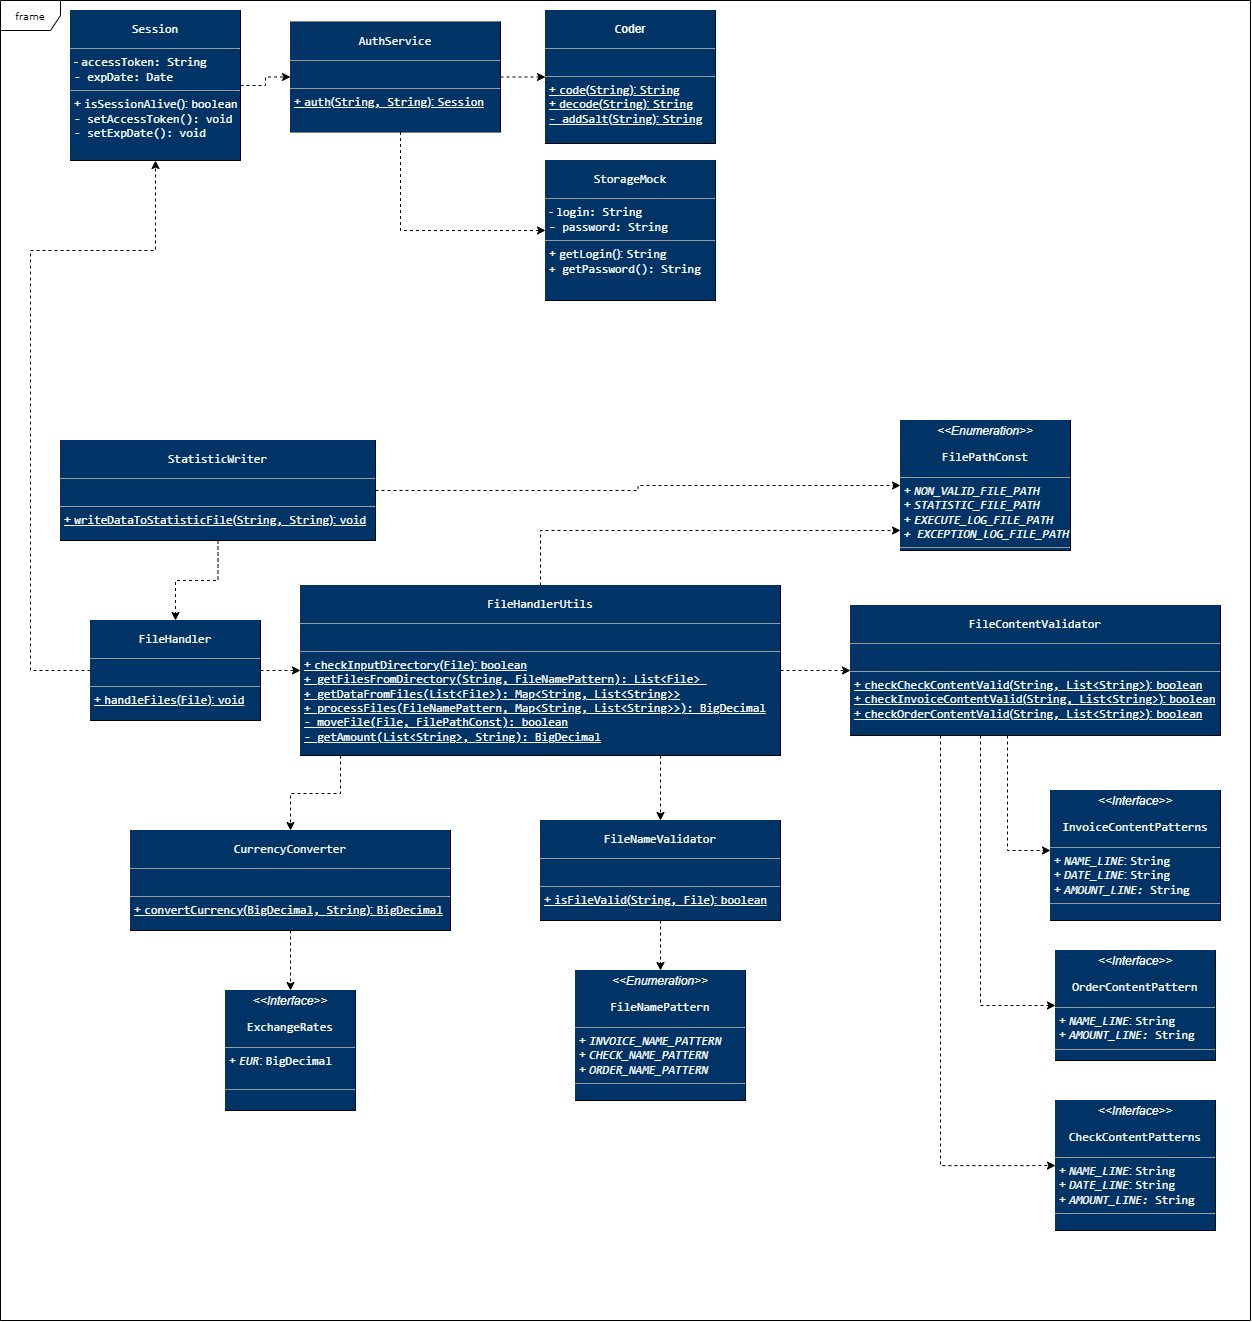 frame
Session
- accessToken: String
- expDate: Date
+ isSessionAlive(): boolean
- setAccessToken(): void
- setExpDate(): void
AuthService
+ auth(String, String): Session
Coder
+ code(String): String
+ decode(String): String
- addSalt(String): String
StorageMock
- login: String
- password: String
+ getLogin(): String
+ getPassword(): String
StatisticWriter
+ writeDataToStatisticFile(String, String): void
<<Enumeration>>
FilePathConst
+ NON_VALID_FILE_PATH
+ STATISTIC_FILE_PATH
+ EXECUTE_LOG_FILE_PATH
+ EXCEPTION_LOG_FILE_PATH
FileHandler
+ handleFiles(File): void
FileHandlerUtils
+ checkInputDirectory(File): boolean
+ getFilesFromDirectory(String, FileNamePattern): List<File>
+ getDataFromFiles(List<File>): Map<String, List<String>>
+ processFiles(FileNamePattern, Map<String, List<String>>): BigDecimal
- moveFile(File, FilePathConst): boolean
- getAmount(List<String>, String): BigDecimal
FileContentValidator
+ checkCheckContentValid(String, List<String>): boolean
+ checkInvoiceContentValid(String, List<String>): boolean
+ checkOrderContentValid(String, List<String>): boolean
CurrencyConverter
+ convertCurrency(BigDecimal, String): BigDecimal
FileNameValidator
+ isFileValid(String, File): boolean
<<Interface>>
InvoiceContentPatterns
+ NAME_LINE: String
+ DATE_LINE: String
+ AMOUNT_LINE: String
<<Interface>>
ExchangeRates
+ EUR: BigDecimal
<<Enumeration>>
FileNamePattern
+ INVOICE_NAME_PATTERN
+ CHECK_NAME_PATTERN
+ ORDER_NAME_PATTERN
<<Interface>>
OrderContentPattern
+ NAME_LINE: String
+ AMOUNT_LINE: String
<<Interface>>
CheckContentPatterns
+ NAME_LINE: String
+ DATE_LINE: String
+ AMOUNT_LINE: String